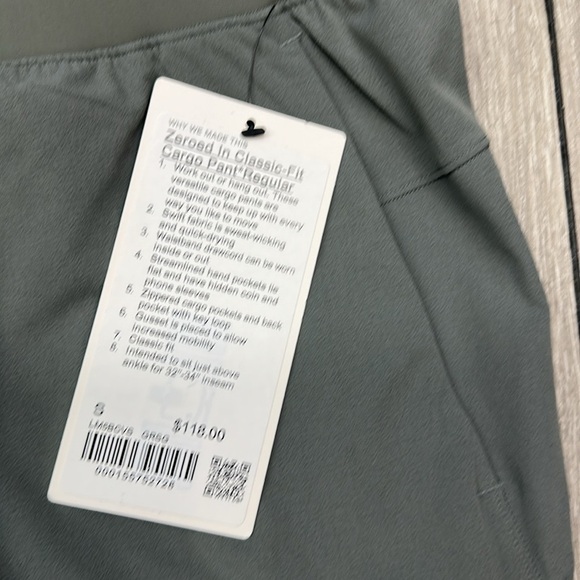 WHY WE MADE THIS
Zeroed In Classic-Fit
Cargo Pant*Regular
1. Work out or hang out. These
versatile cargo pants are
designed to keep up with every
way you like to move
2. Swift fabric is sweat-wicking
and quick-drying
3. Waistband drawcord can be worn
inside or out
4. Streamlined hand pockets lie
flat and have hidden coin and
phone sleeves
5. Zippered cargo pockets and back
pocket with key loop
6. Gusset is placed to allow
increased mobility
7. Classic fit
8. Intended to sit just above
ankle for 32"-34" inseam
S
$118.00
LM5BCVS GRSG
000155752728